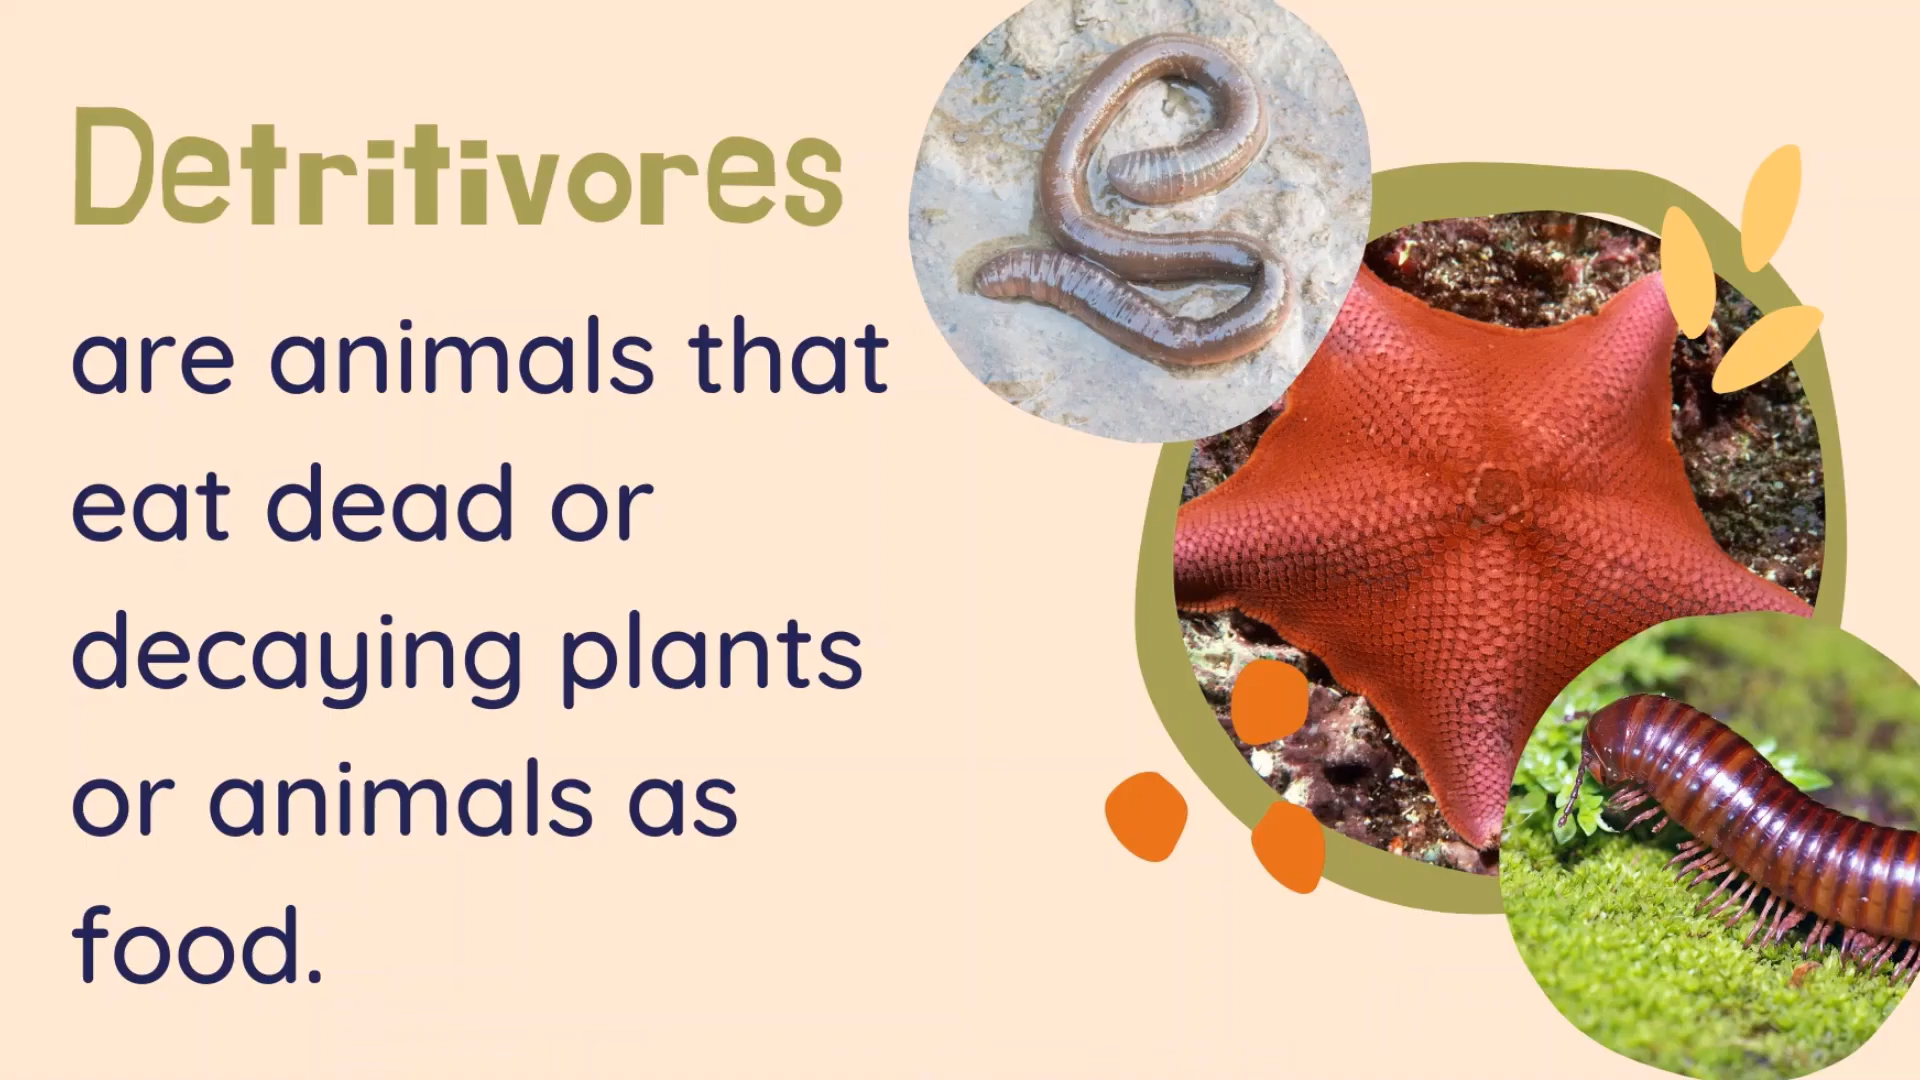 Detritivores
are animals that
eat dead or
decaying plants
or animals as
food.